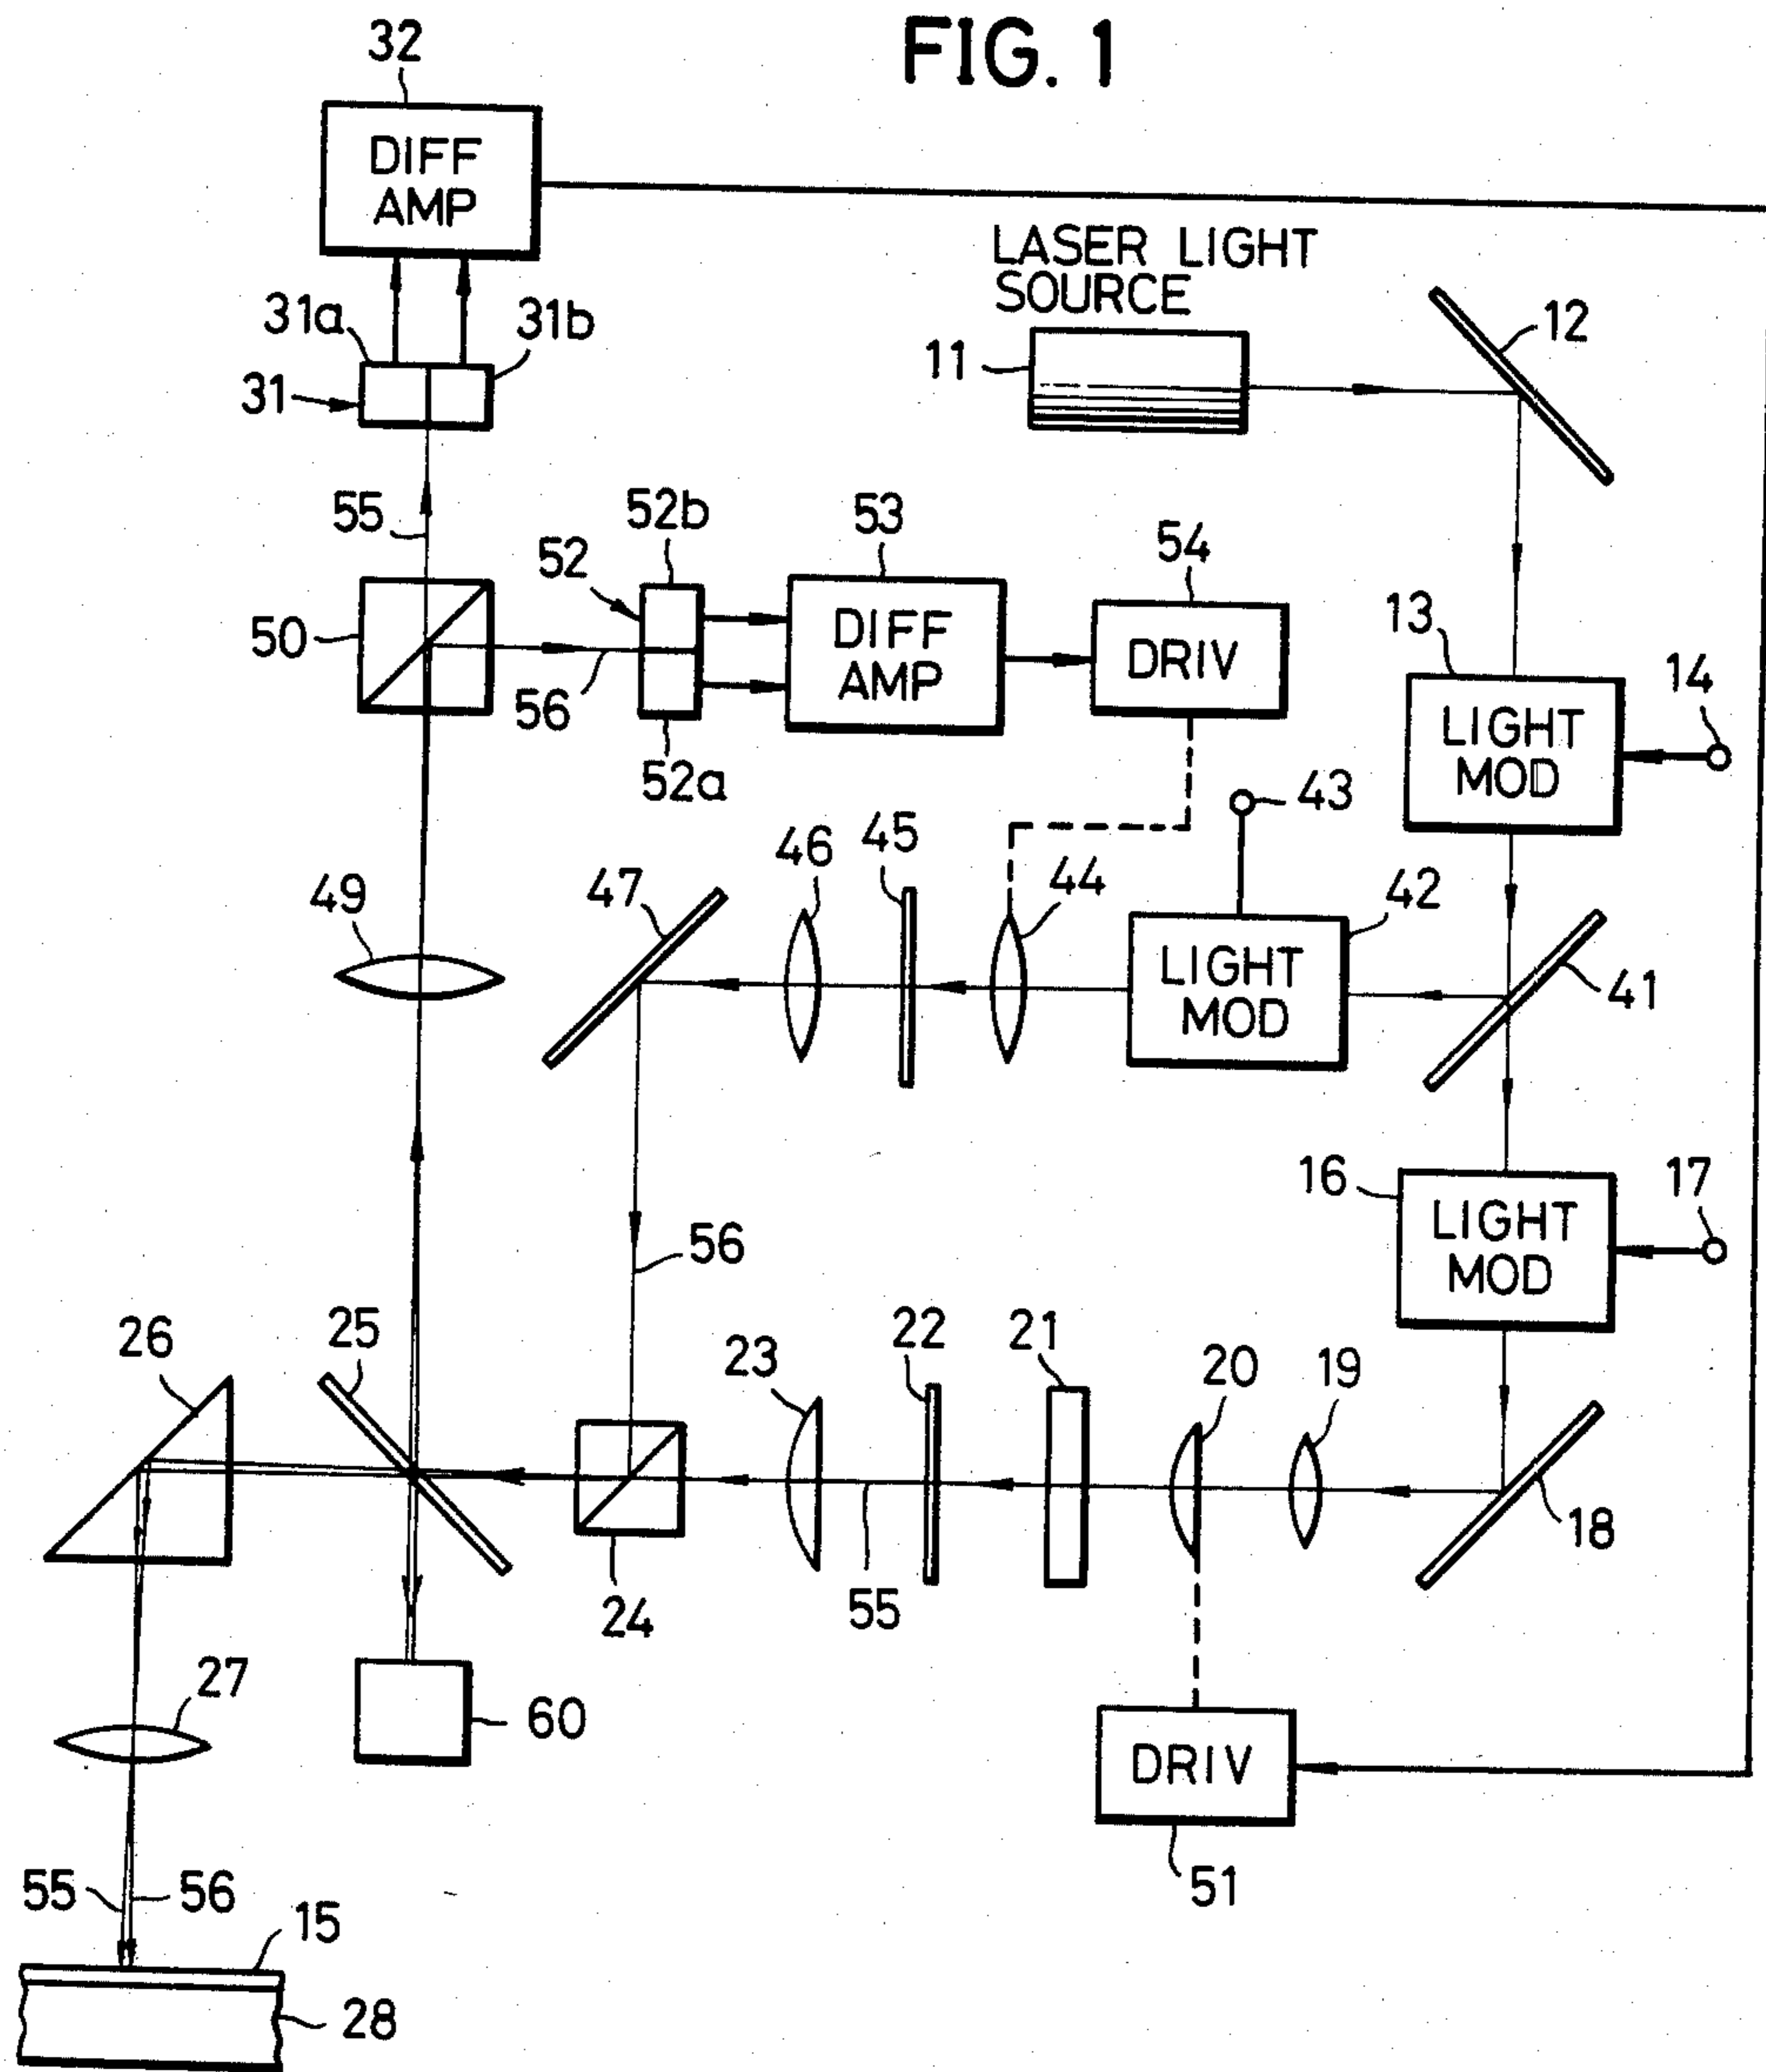 FIG. 1
32
DIFF
AMP
LASER LIGHT
SOURCE
31a
31b
12
11
31
55
52b
53
54
52
13
14
50
DIFF
AMP
DRIV
56
LIGHT
MOD
52a
43
46
45
44
47
42
49
LIGHT
MOD
41
16
17
56
LIGHT
MOD
26
25
22
21
23
20
19
18
55
24
27
60
DRIV
55
56
51
15
28